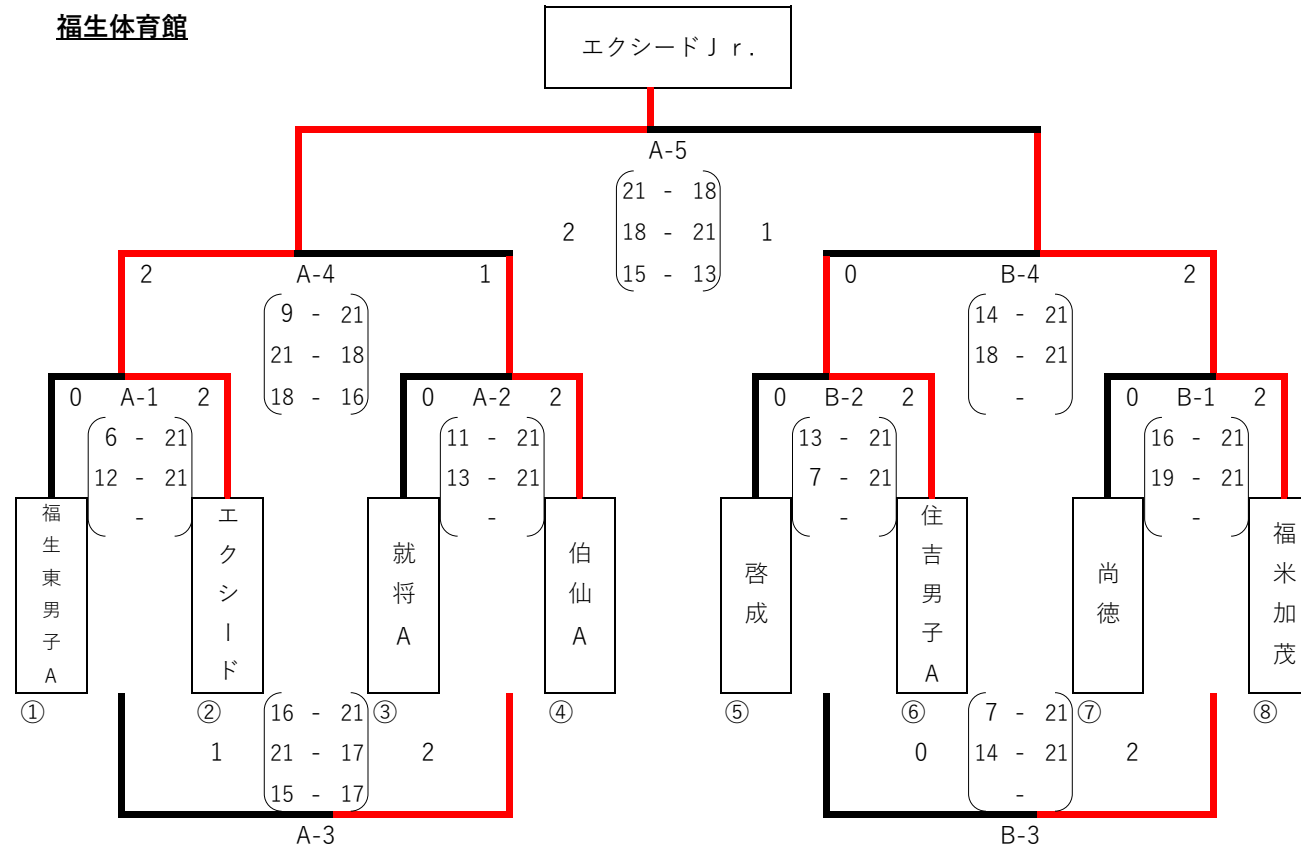 福生体育館
エクシードＪｒ.
A-5
21 - 18
2 18 - 21 1
15 - 13
2 A-4 1
0 B-4 2
9 - 21
21 - 18
18 - 16
14 - 21
18 - 21
-
0 A-1 2
0 A-2 2
0 B-2 2
0 B-1 2
6 - 21
12 - 21
-
11 - 21
13 - 21
-
13 - 21
7 - 21
-
16 - 21
19 - 21
-
福生東男子A
エクシード
就将A
伯仙A
啓成
住吉男子A
尚徳
福米加茂
①
②
③
④
⑤
⑥
⑦
⑧
16 - 21
1 21 - 17 2
15 - 17
A-3
7 - 21
0 14 - 21 2
-
B-3